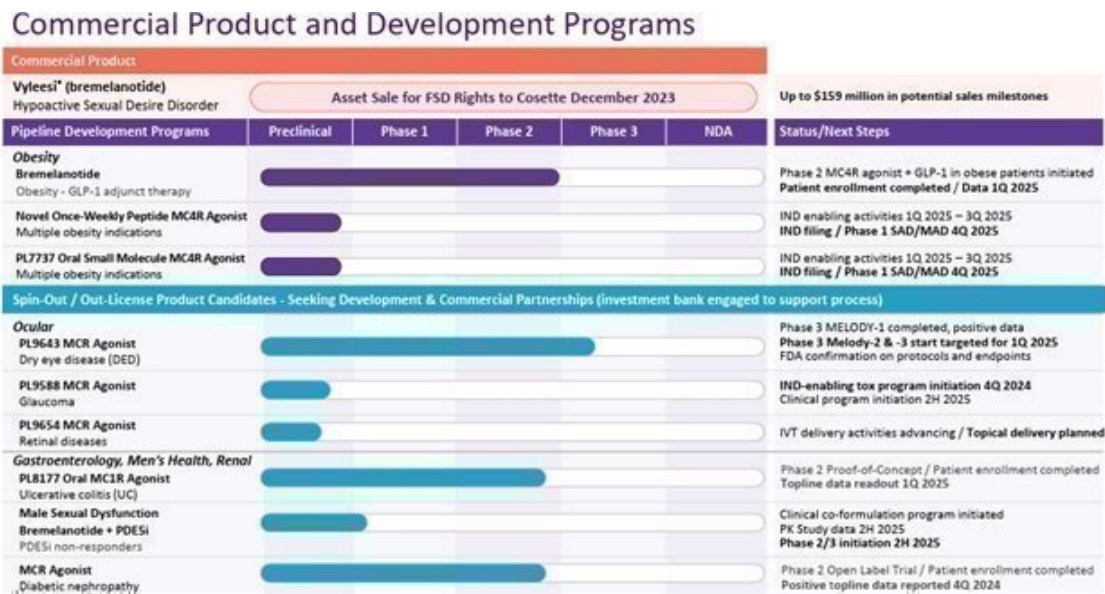 Commercial Product and Development Programs
Commercial Product
Vyleesi® (bremelanotide)
Hypoactive Sexual Desire Disorder
Asset Sale for FSD Rights to Cosette December 2023
Up to $159 million in potential sales milestones
Pipeline Development Programs Preclinical Phase 1 Phase 2 Phase 3 NDA Status/Next Steps
Obesity
Bremelanotide
Obesity - GLP-1 adjunct therapy
Phase 2 MC4R agonist + GLP-1 in obese patients initiated
Patient enrollment completed / Data 1Q 2025
Novel Once-Weekly Peptide MC4R Agonist
Multiple obesity indications
IND enabling activities 1Q 2025 – 3Q 2025
IND filing / Phase 1 SAD/MAD 4Q 2025
PL7737 Oral Small Molecule MC4R Agonist
Multiple obesity indications
IND enabling activities 1Q 2025 – 3Q 2025
IND filing / Phase 1 SAD/MAD 4Q 2025
Spin-Out / Out-License Product Candidates - Seeking Development & Commercial Partnerships (investment bank engaged to support process)
Ocular
PL9643 MCR Agonist
Dry eye disease (DED)
Phase 3 MELODY-1 completed, positive data
Phase 3 Melody-2 & -3 start targeted for 1Q 2025
FDA confirmation on protocols and endpoints
PL9588 MCR Agonist
Glaucoma
IND-enabling tox program initiation 4Q 2024
Clinical program initiation 2H 2025
PL9654 MCR Agonist
Retinal diseases
IVT delivery activities advancing / Topical delivery planned
Gastroenterology, Men's Health, Renal
PL8177 Oral MC1R Agonist
Ulcerative colitis (UC)
Phase 2 Proof-of-Concept / Patient enrollment completed
Topline data readout 1Q 2025
Male Sexual Dysfunction
Bremelanotide + PDE5i
PDE5i non-responders
Clinical co-formulation program initiated
PK Study data 2H 2025
Phase 2/3 initiation 2H 2025
MCR Agonist
Diabetic nephropathy
Phase 2 Open Label Trial / Patient enrollment completed
Positive topline data reported 4Q 2024